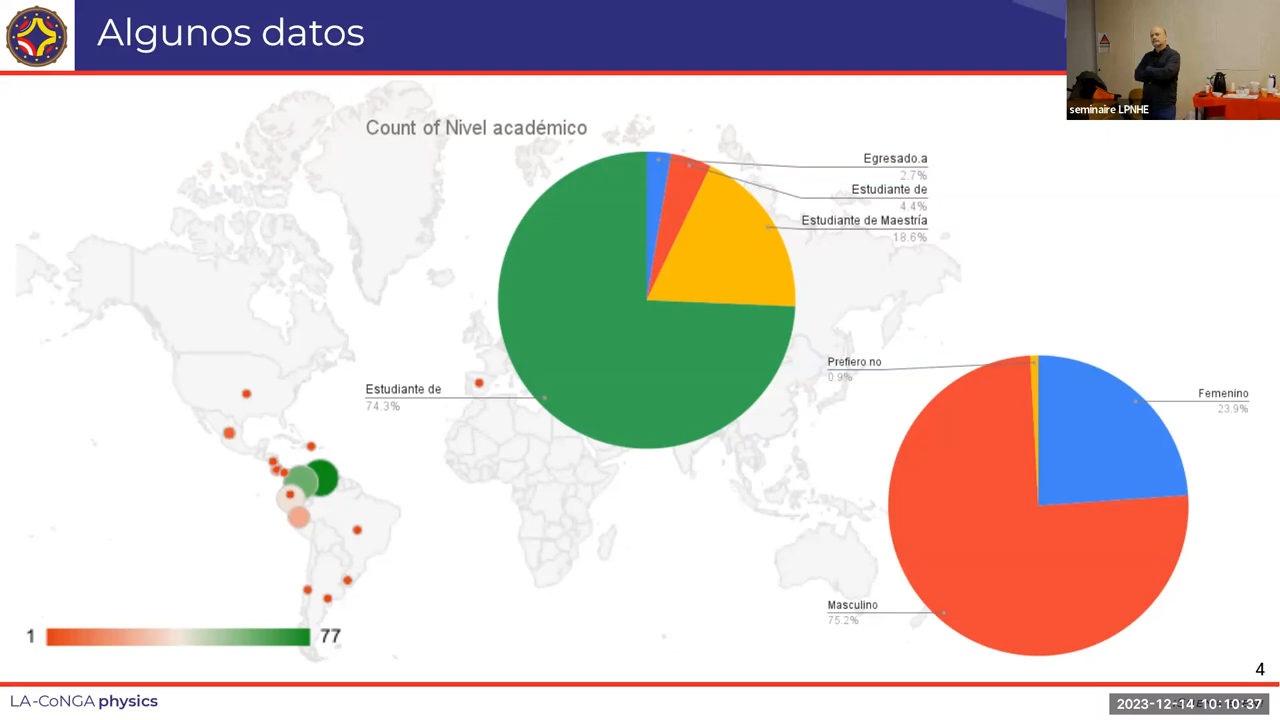 Algunos datos
seminaire LPNHE
Count of Nivel académico
Egresado.a
2.7%
Estudiante de
4.4%
Estudiante de Maestría
18.6%
Estudiante de
74.3%
Prefiero no
0.9%
Femenino
23.9%
Masculino
75.2%
1
77
4
LA-CoNGA physics
2023-12-14 10:10:37